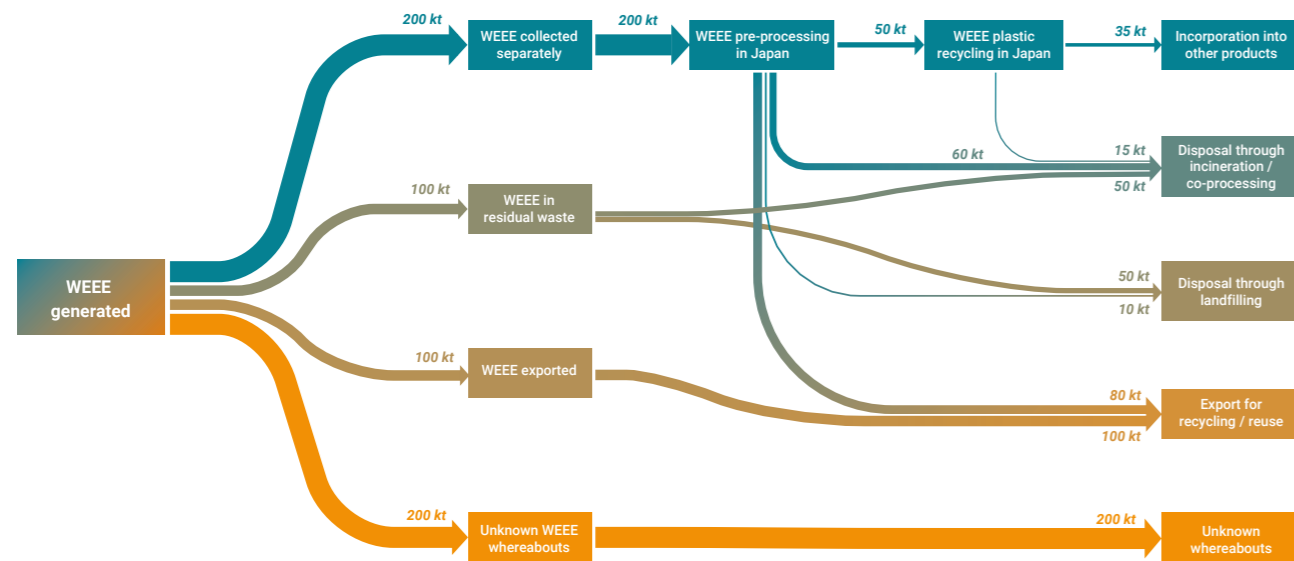 200 kt
WEEE collected
separately
200 kt
WEEE pre-processing
in Japan
50 kt
WEEE plastic
recycling in Japan
35 kt
Incorporation into
other products
60 kt
15 kt
50 kt
Disposal through
incineration /
co-processing
100 kt
WEEE in
residual waste
WEEE
generated
50 kt
10 kt
Disposal through
landfilling
100 kt
WEEE exported
80 kt
100 kt
Export for
recycling / reuse
200 kt
Unknown WEEE
whereabouts
200 kt
Unknown
whereabouts